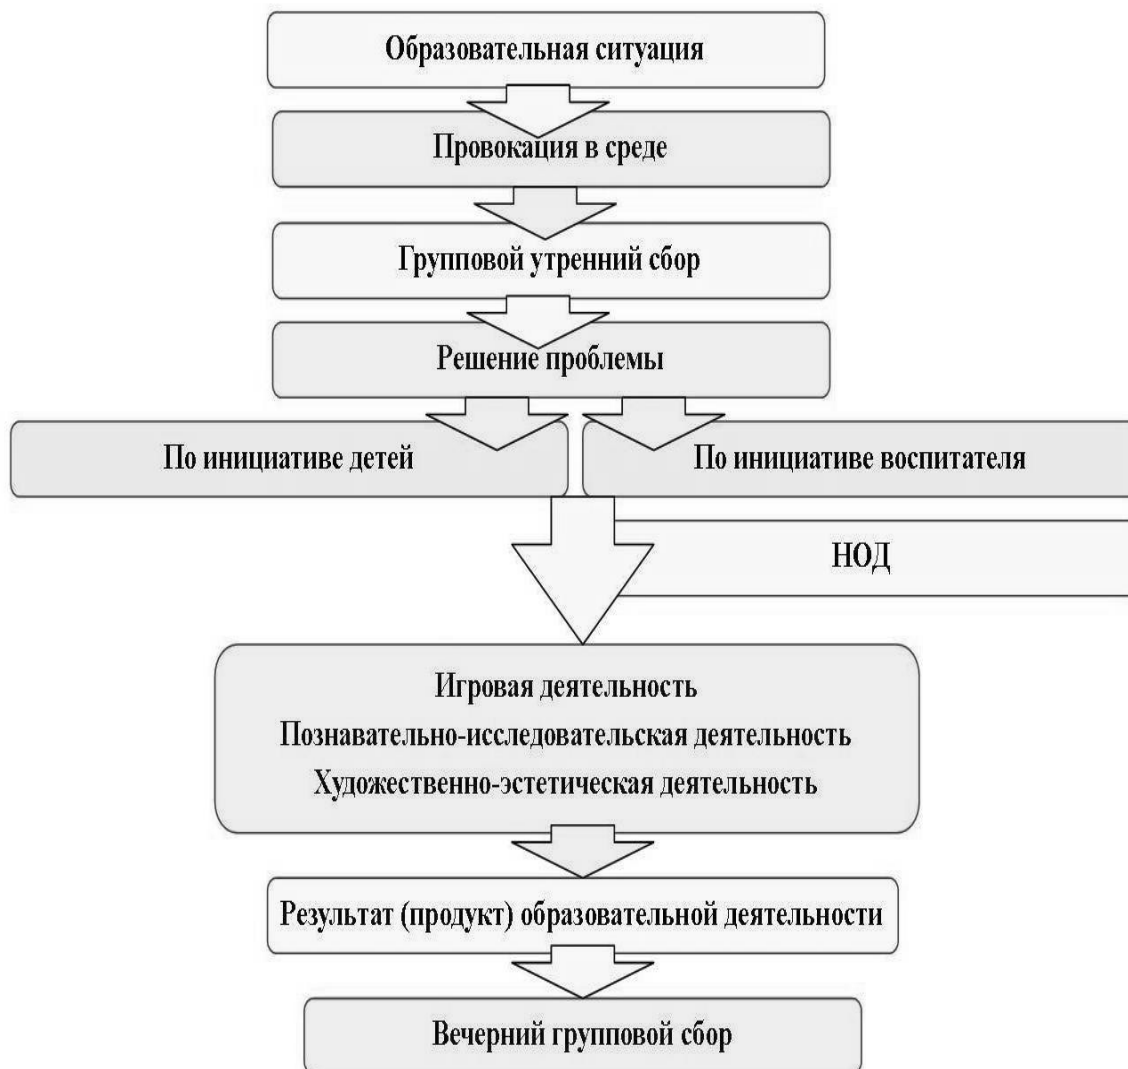 Образовательная ситуация
Провокация в среде
Групповой утренний сбор
Решение проблемы
По инициативе детей
По инициативе воспитателя
НОД
Игровая деятельность
Познавательно-исследовательская деятельность
Художественно-эстетическая деятельность
Результат (продукт) образовательной деятельности
Вечерний групповой сбор